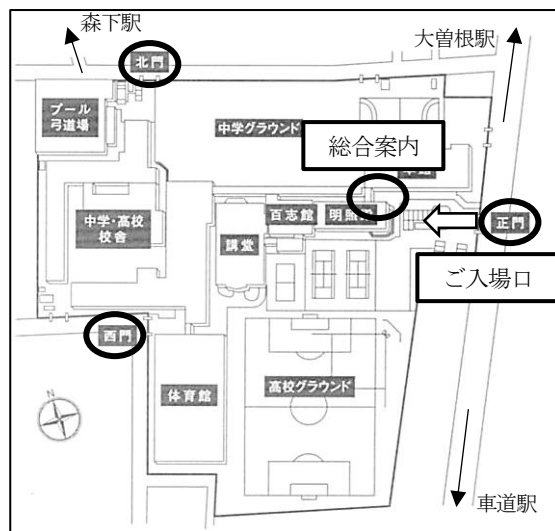 森下駅
大曽根駅
北門
プール
弓道場
中学グラウンド
総合案内
中学・高校
校舎
百志館
明照
正門
講堂
ご入場口
西門
体育館
高校グラウンド
N
車道駅